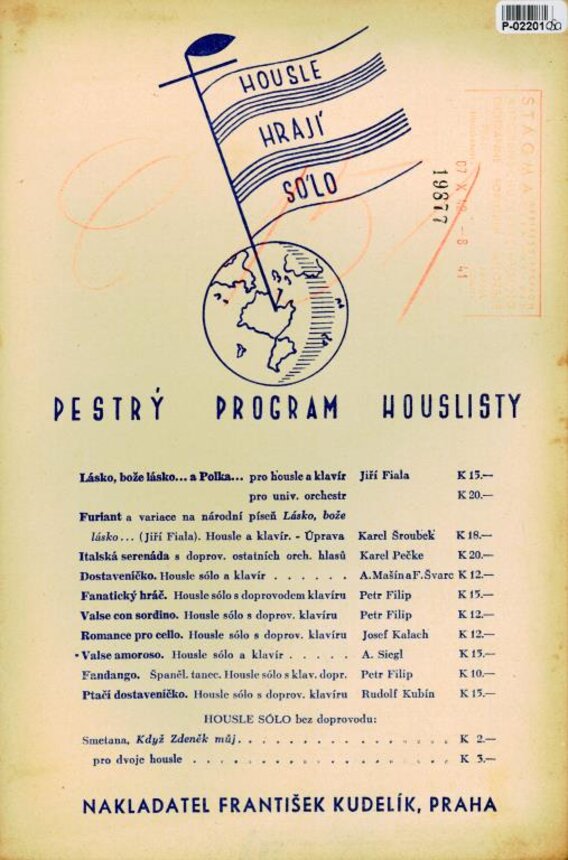 P-02201
HOUSLE
HRAJÍ
SÓLO
19877
PESTRÝ PROGRAM HOUSLISTY
Lásko, bože lásko... a Polka... pro housle a klavír Jiří Fiala K 15.—
pro univ. orchestr K 20.—
Furiant a variace na národní píseň Lásko, bože
lásko... (Jiří Fiala). Housle a klavír. - Úprava Karel Šroubek K 18.—
Italská serenáda s doprov. ostatních orch. hlasů Karel Pečke K 20.—
Dostaveníčko. Housle sólo a klavír . . . . . . A. Mašín a F. Švarc K 12.—
Fanatický hráč. Housle sólo s doprovodem klavíru Petr Filip K 15.—
Valse con sordino. Housle sólo s doprov. klavíru Petr Filip K 12.—
Romance pro cello. Housle sólo s doprov. klavíru Josef Kalach K 12.—
• Valse amoroso. Housle sólo a klavír . . . . . A. Siegl K 15.—
Fandango. Španěl. tanec. Housle sólo s klav. dopr. Petr Filip K 10.—
Ptačí dostaveníčko. Housle sólo s doprov. klavíru Rudolf Kubín K 15.—
HOUSLE SÓLO bez doprovodu:
Smetana, Když Zdeněk můj . . . . . . . . . . . . . . . . K 2.—
pro dvoje housle . . . . . . . . . . . . . . . . . . . . K 3.—
NAKLADATEL FRANTIŠEK KUDELÍK, PRAHA